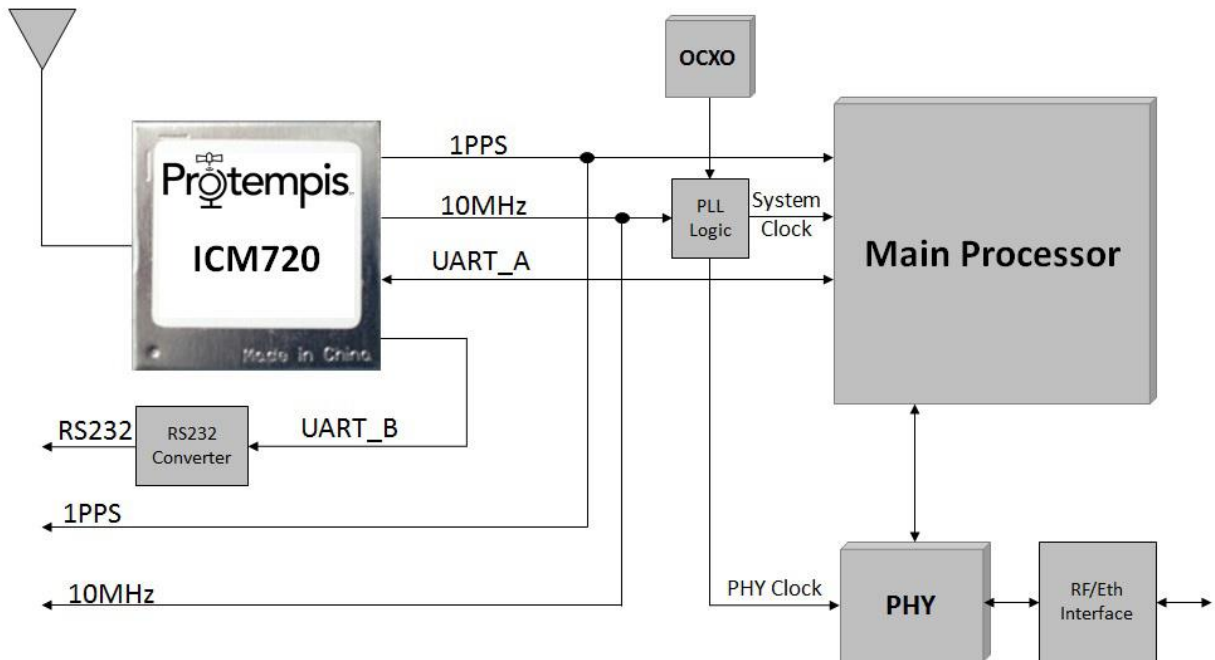 OCXO
1PPS
Protempis
10MHz
PLL
Logic
System
Clock
ICM720
UART_A
Main Processor
Made in China
RS232
RS232
Converter
UART_B
1PPS
10MHz
PHY Clock
PHY
RF/Eth
Interface